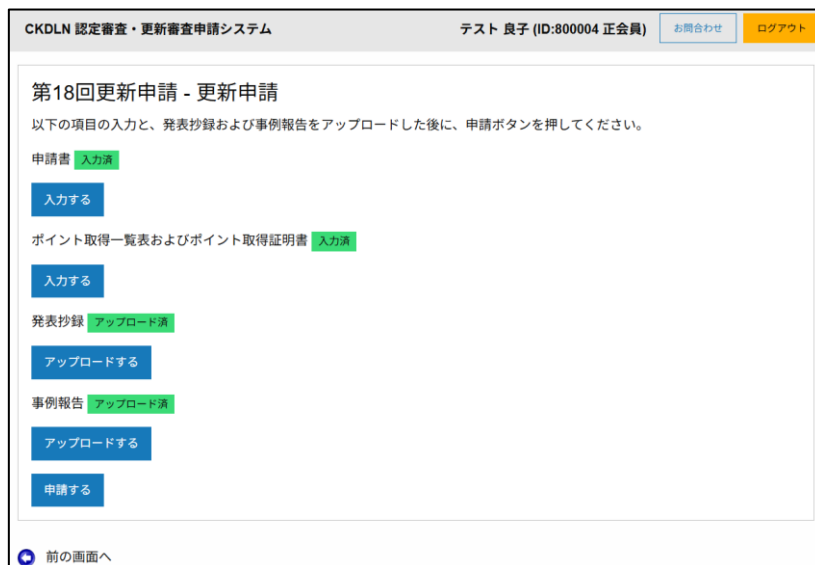 CKDLN 認定審査・更新審査申請システム テスト 良子 (ID:800004 正会員) お問合わせ ログアウト
第18回更新申請 - 更新申請
以下の項目の入力と、発表抄録および事例報告をアップロードした後に、申請ボタンを押してください。
申請書 入力済
入力する
ポイント取得一覧表およびポイント取得証明書 入力済
入力する
発表抄録 アップロード済
アップロードする
事例報告 アップロード済
アップロードする
申請する
前の画面へ